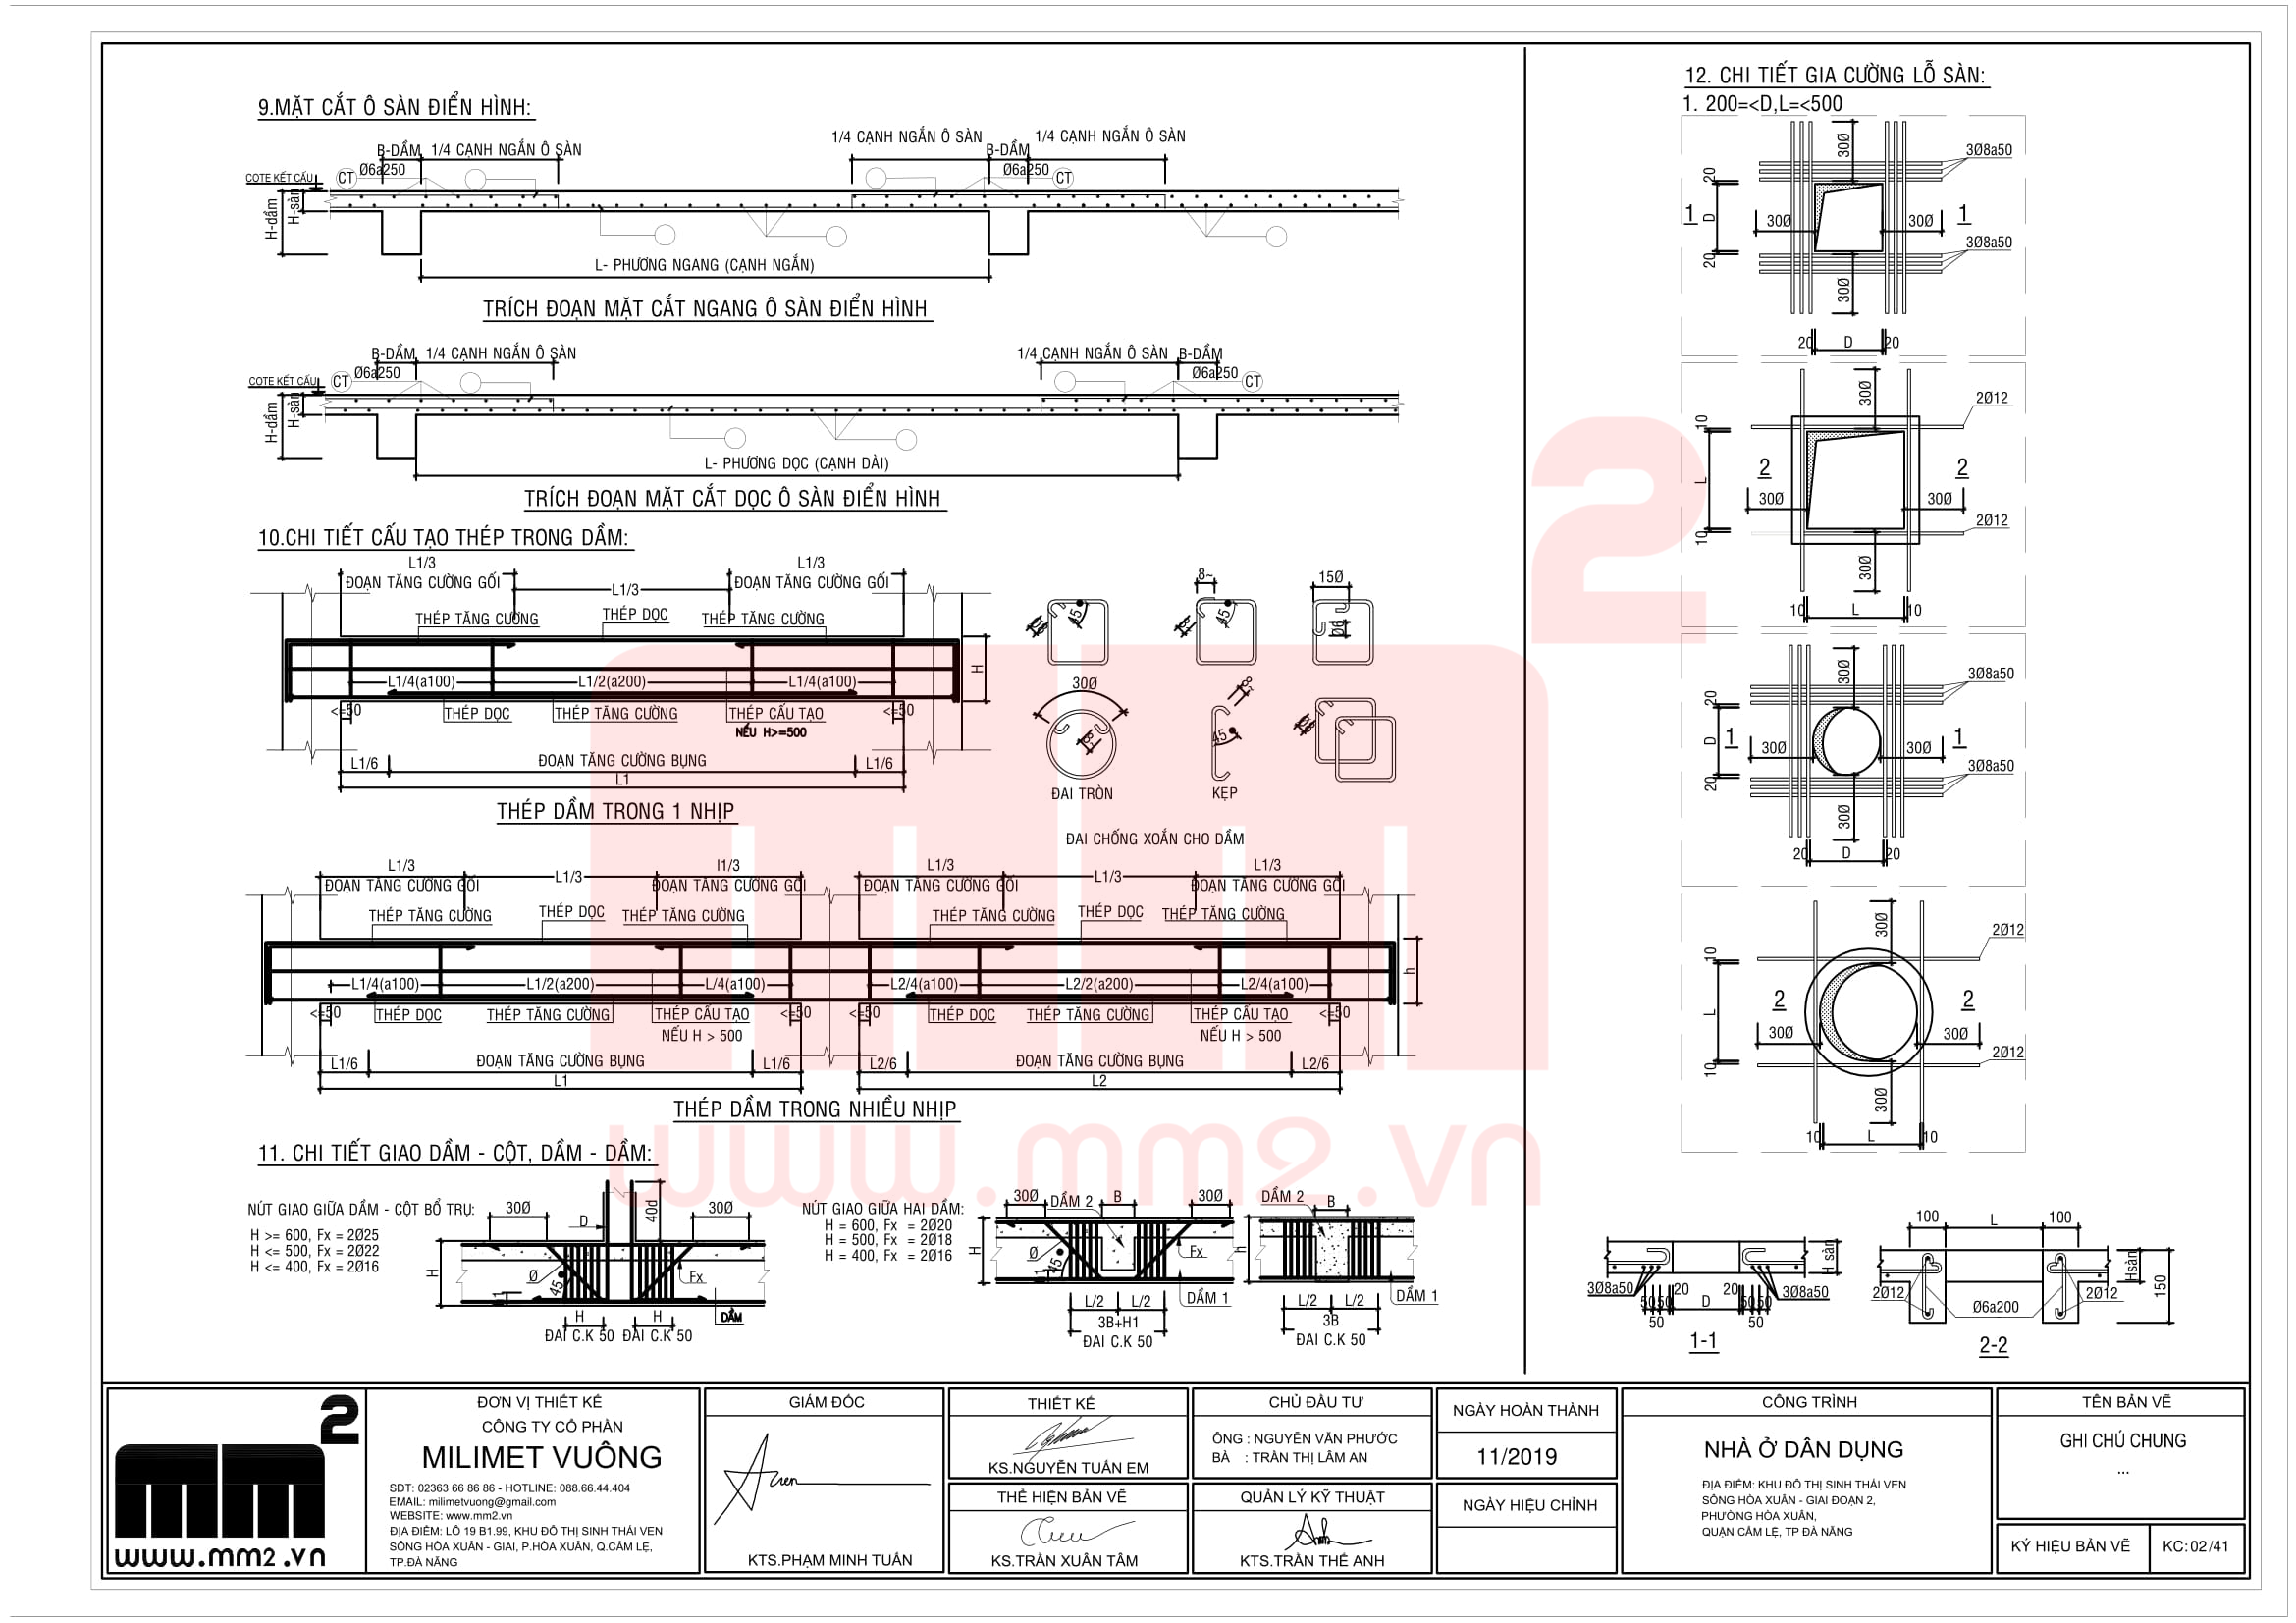 9.MẶT CẮT Ô SÀN ĐIỂN HÌNH:
B-DẦM 1/4 CẠNH NGẮN Ô SÀN
1/4 CẠNH NGẮN Ô SÀN B-DẦM 1/4 CẠNH NGẮN Ô SÀN
COTE KẾT CẤU CT Ø6a250 Ø6a250 CT
H-dầm H-sàn
L- PHƯƠNG NGANG (CẠNH NGẮN)
TRÍCH ĐOẠN MẶT CẮT NGANG Ô SÀN ĐIỂN HÌNH
B-DẦM 1/4 CẠNH NGẮN Ô SÀN
1/4 CẠNH NGẮN Ô SÀN B-DẦM
COTE KẾT CẤU CT Ø6a250 Ø6a250 CT
H-dầm H-sàn
L- PHƯƠNG DỌC (CẠNH DÀI)
TRÍCH ĐOẠN MẶT CẮT DỌC Ô SÀN ĐIỂN HÌNH
10.CHI TIẾT CẤU TẠO THÉP TRONG DẦM:
L1/3 L1/3
ĐOẠN TĂNG CƯỜNG GỐI L1/3 ĐOẠN TĂNG CƯỜNG GỐI
THÉP TĂNG CƯỜNG THÉP DỌC THÉP TĂNG CƯỜNG
L1/4(a100) L1/2(a200) L1/4(a100) H
<=50 THÉP DỌC THÉP TĂNG CƯỜNG THÉP CẤU TẠO <=50
NẾU H>=500
L1/6 ĐOẠN TĂNG CƯỜNG BỤNG L1/6
L1
THÉP DẦM TRONG 1 NHỊP
8~ 15Ø
45 45
30Ø
45
ĐAI TRÒN KẸP
ĐAI CHỐNG XOẮN CHO DẦM
L1/3 L1/3 l1/3 L1/3 L1/3 L1/3
ĐOẠN TĂNG CƯỜNG GỐI ĐOẠN TĂNG CƯỜNG GỐI ĐOẠN TĂNG CƯỜNG GỐI ĐOẠN TĂNG CƯỜNG GỐI
THÉP TĂNG CƯỜNG THÉP DỌC THÉP TĂNG CƯỜNG THÉP TĂNG CƯỜNG THÉP DỌC THÉP TĂNG CƯỜNG
L1/4(a100) L1/2(a200) L/4(a100) L2/4(a100) L2/2(a200) L2/4(a100) h
<=50 THÉP DỌC THÉP TĂNG CƯỜNG THÉP CẤU TẠO <=50 <=50 THÉP DỌC THÉP TĂNG CƯỜNG THÉP CẤU TẠO <=50
NẾU H > 500 NẾU H > 500
L1/6 ĐOẠN TĂNG CƯỜNG BỤNG L1/6 L2/6 ĐOẠN TĂNG CƯỜNG BỤNG L2/6
L1 L2
THÉP DẦM TRONG NHIỀU NHỊP
11. CHI TIẾT GIAO DẦM - CỘT, DẦM - DẦM:
NÚT GIAO GIỮA DẦM - CỘT BỔ TRỤ:
H >= 600, Fx = 2Ø25
H <= 500, Fx = 2Ø22
H <= 400, Fx = 2Ø16
30Ø D 40d 30Ø
H Ø 45 Fx
H H DẦM
ĐAI C.K 50 ĐAI C.K 50
NÚT GIAO GIỮA HAI DẦM:
H = 600, Fx = 2Ø20
H = 500, Fx = 2Ø18
H = 400, Fx = 2Ø16
30Ø DẦM 2 B 30Ø
H Ø 45 Fx
L/2 L/2 DẦM 1
3B+H1
ĐAI C.K 50
DẦM 2 B
h
L/2 L/2 DẦM 1
3B
ĐAI C.K 50
12. CHI TIẾT GIA CƯỜNG LỖ SÀN:
1. 200=<D,L=<500
30Ø 3Ø8a50
20
1 D 30Ø 30Ø 1
20 3Ø8a50
30Ø
20 D 20
30Ø 2Ø12
10
2 2
L 30Ø 30Ø
10 2Ø12
30Ø
10 L 10
30Ø 3Ø8a50
20
D 1 30Ø 30Ø 1
20 3Ø8a50
30Ø
20 D 20
30Ø 2Ø12
10
2 2
L 30Ø 30Ø
10 2Ø12
30Ø
10 L 10
H sàn
3Ø8a50 20 20 3Ø8a50
50 50 D 50 50
50 50
1-1
100 L 100
Hsàn 150
2Ø12 Ø6a200 2Ø12
2-2
mm2
www.mm2.vn
mm2
www.mm2.vn
ĐƠN VỊ THIẾT KẾ
CÔNG TY CỔ PHẦN
MILIMET VUÔNG
SĐT: 02363 66 86 86 - HOTLINE: 088.66.44.404
EMAIL: milimetvuong@gmail.com
WEBSITE: www.mm2.vn
ĐỊA ĐIỂM: LÔ 19 B1.99, KHU ĐÔ THỊ SINH THÁI VEN
SÔNG HÒA XUÂN - GIAI, P.HÒA XUÂN, Q.CẨM LỆ,
TP.ĐÀ NẴNG
GIÁM ĐỐC
KTS.PHẠM MINH TUẤN
THIẾT KẾ
KS.NGUYỄN TUẤN EM
THỂ HIỆN BẢN VẼ
KS.TRẦN XUÂN TÂM
CHỦ ĐẦU TƯ
ÔNG : NGUYỄN VĂN PHƯỚC
BÀ : TRẦN THỊ LÂM AN
QUẢN LÝ KỸ THUẬT
KTS.TRẦN THẾ ANH
NGÀY HOÀN THÀNH
11/2019
NGÀY HIỆU CHỈNH
CÔNG TRÌNH
NHÀ Ở DÂN DỤNG
ĐỊA ĐIỂM: KHU ĐÔ THỊ SINH THÁI VEN
SÔNG HÒA XUÂN - GIAI ĐOẠN 2,
PHƯỜNG HÒA XUÂN,
QUẬN CẨM LỆ, TP ĐÀ NẴNG
TÊN BẢN VẼ
GHI CHÚ CHUNG
...
KÝ HIỆU BẢN VẼ KC: 02/41